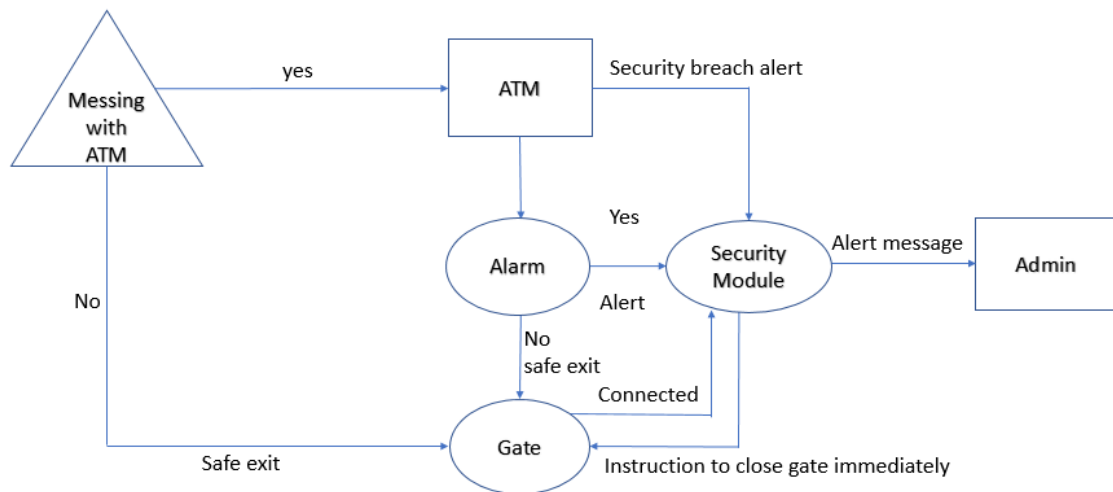 Messing
with
ATM
yes
ATM
Security breach alert
Alarm
Yes
Alert
Security
Module
Alert message
Admin
No
No
safe exit
Connected
Gate
Safe exit
Instruction to close gate immediately